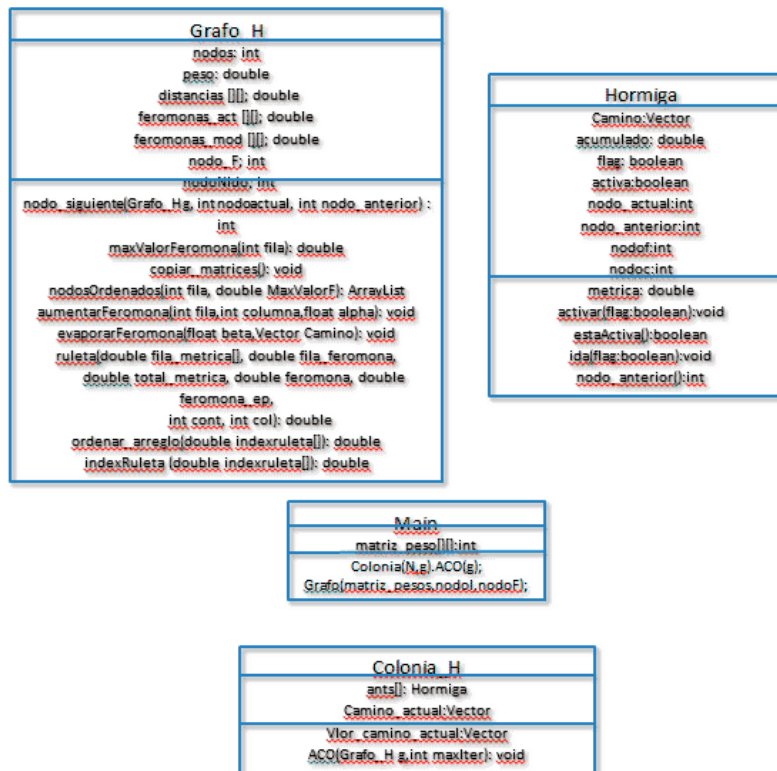 Grafo_H
nodos: int
peso: double
distancias [][]; double
feromonas_act [][]; double
feromonas_mod [][]; double
nodo_F; int
nodoNido; int
nodo_siguiente(Grafo_Hg, int nodoactual, int nodo_anterior) :
int
maxValorFeromona(int fila): double
copiar_matrices(): void
nodosOrdenados(int fila, double MaxValorF): ArrayList
aumentarFeromona(int fila,int columna,float alpha): void
evaporarFeromona(float beta,Vector Camino): void
ruleta(double fila_metrica[], double fila_feromona,
double total_metrica, double feromona, double
feromona_ep,
int cont, int col): double
ordenar_arreglo(double indexruleta[]): double
indexRuleta (double indexruleta[]): double
Hormiga
Camino:Vector
acumulado: double
flag: boolean
activa:boolean
nodo_actual:int
nodo_anterior:int
nodof:int
nodoc:int
metrica: double
activar(flag:boolean):void
estaActiva():boolean
ida(flag:boolean):void
nodo_anterior():int
Main
matriz_peso[][]:int
Colonia(N,g).ACO(g);
Grafo(matriz_pesos,nodoI,nodoF);
Colonia_H
ants[]: Hormiga
Camino_actual:Vector
Vlor_camino_actual:Vector
ACO(Grafo_H g,int maxIter): void